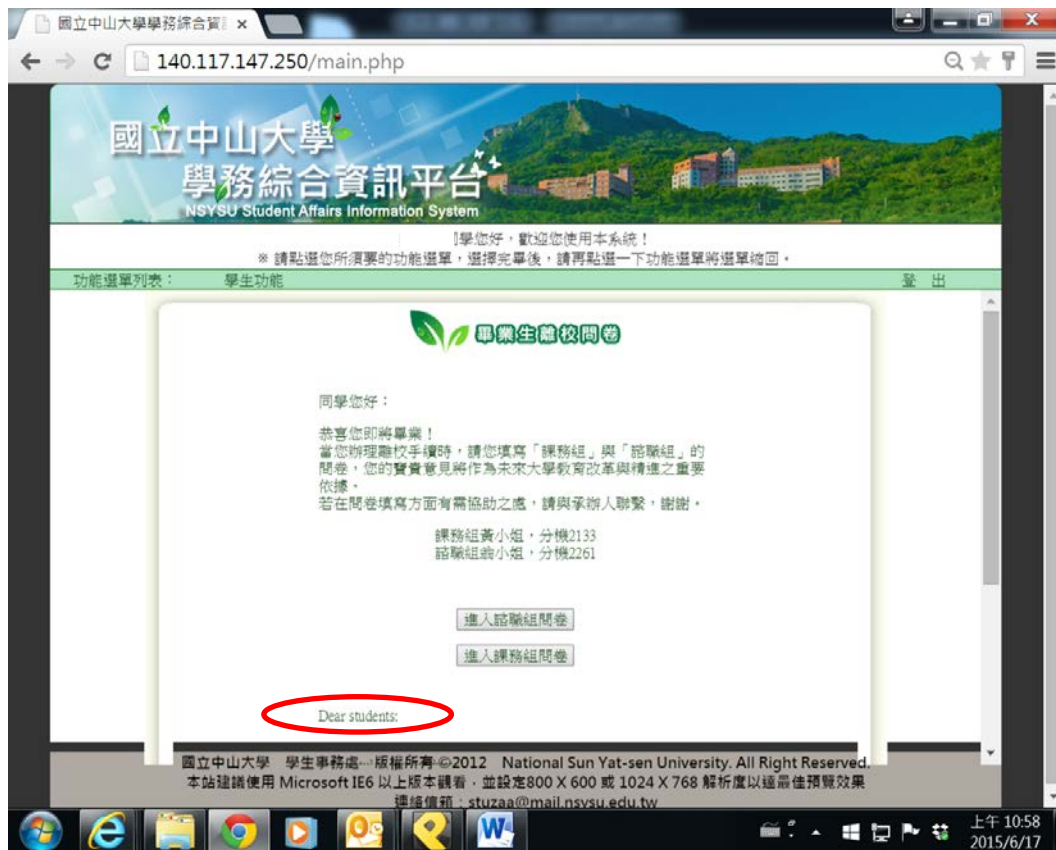 國立中山大學學務綜合資
140.117.147.250/main.php
國立中山大學
學務綜合資訊平台
NSYSU Student Affairs Information System
學您好，歡迎您使用本系統！
※ 請點選您所須要的功能選單，選擇完畢後，請再點選一下功能選單將選單縮回。
功能選單列表： 學生功能 登 出
畢業生離校問卷
同學您好：
恭喜您即將畢業！
當您辦理離校手續時，請您填寫「課務組」與「諮職組」的
問卷，您的寶貴意見將作為未來大學教育改革與精進之重要
依據。
若在問卷填寫方面有需協助之處，請與承辦人聯繫，謝謝。
課務組黃小姐，分機2133
諮職組翁小姐，分機2261
進入諮職組問卷
進入課務組問卷
Dear students:
國立中山大學 學生事務處 版權所有 ©2012 National Sun Yat-sen University. All Right Reserved.
本站建議使用 Microsoft IE6 以上版本觀看，並設定800 X 600 或 1024 X 768 解析度以達最佳預覽效果
連絡信箱：stuzaa@mail.nsysu.edu.tw
上午 10:58
2015/6/17